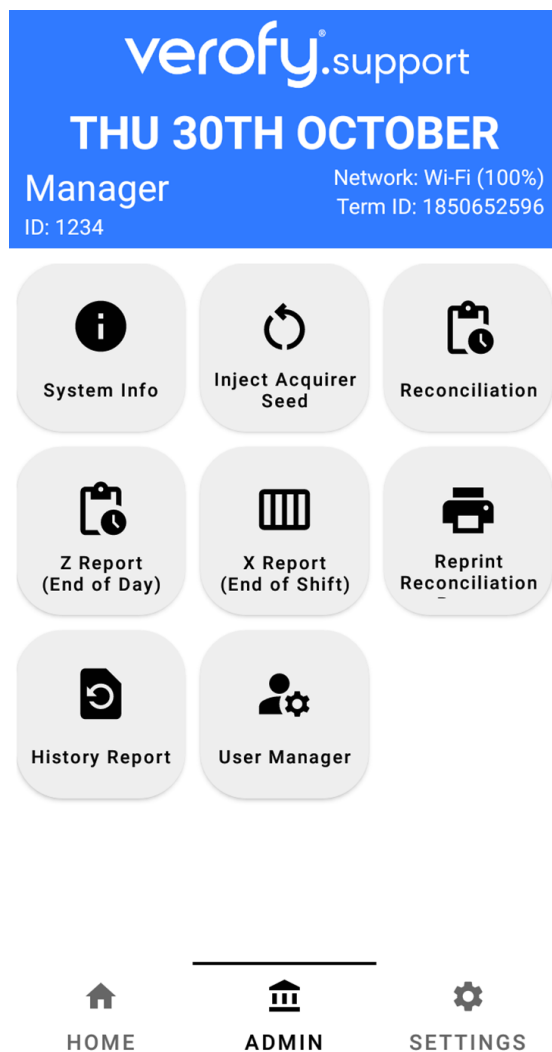 verofy.support
THU 30TH OCTOBER
Manager
Network: Wi-Fi (100%)
ID: 1234
Term ID: 1850652596
System Info
Inject Acquirer
Seed
Reconciliation
Z Report
(End of Day)
X Report
(End of Shift)
Reprint
Reconciliation
History Report
User Manager
HOME
ADMIN
SETTINGS